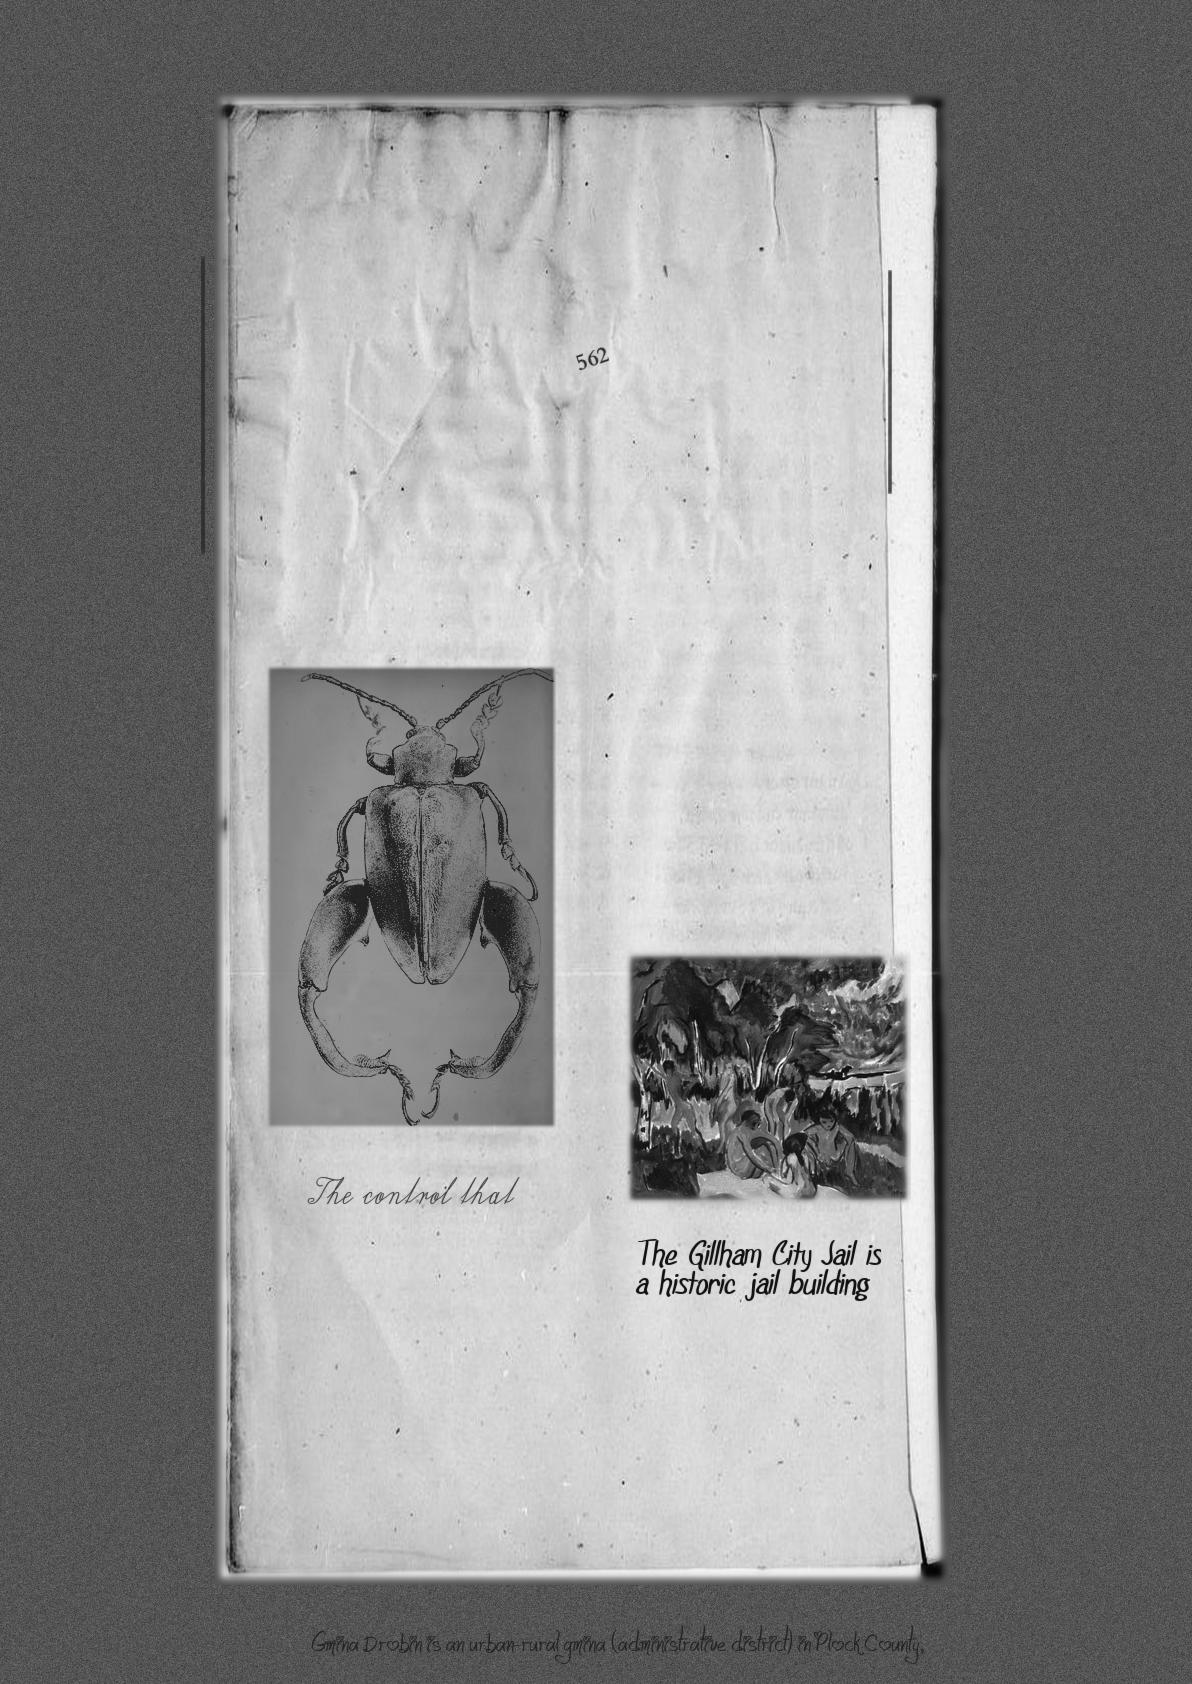 562
The control that
The Gillham City Jail is
a historic jail building
Gmina Drobin is an urban-rural gmina (administrative district) in Płock County,